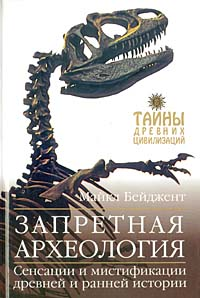 ТАЙНЫ
ДРЕВНИХ
ЦИВИЛИЗАЦИЙ
Майкл Бейджент
ЗАПРЕТНАЯ
АРХЕОЛОГИЯ
Сенсации и мистификации
древней и ранней истории